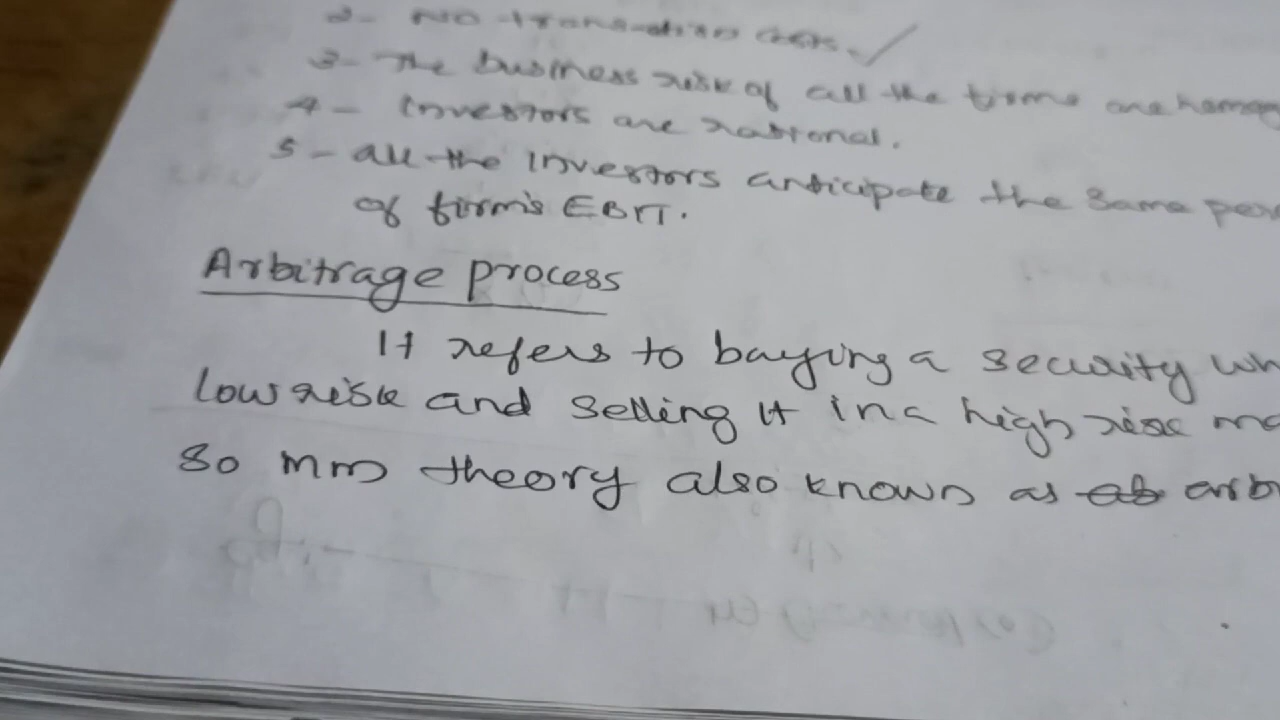 2- No transaction costs.
3- The business risk of all the firms are
4- Investors are rational.
5- all the investors anticipate the same
of firm's EBIT.
Arbitrage process
It refers to buying a security
low risk and selling it in a high risk
So mm theory also known as